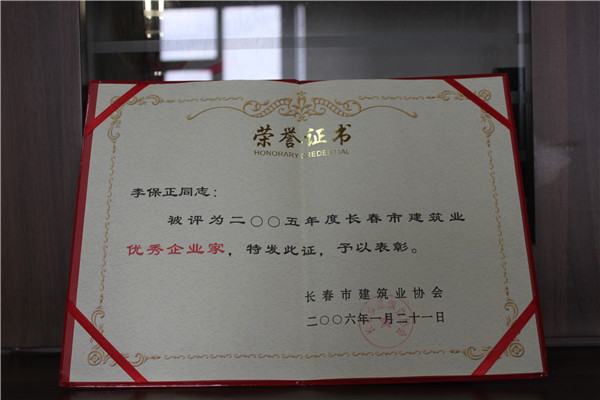 荣誉证书
HONORARY CREDENTIAL
李保正同志：
被评为二〇〇五年度长春市建筑业
优秀企业家，特发此证，予以表彰。
长春市建筑业协会
二〇〇六年一月二十一日